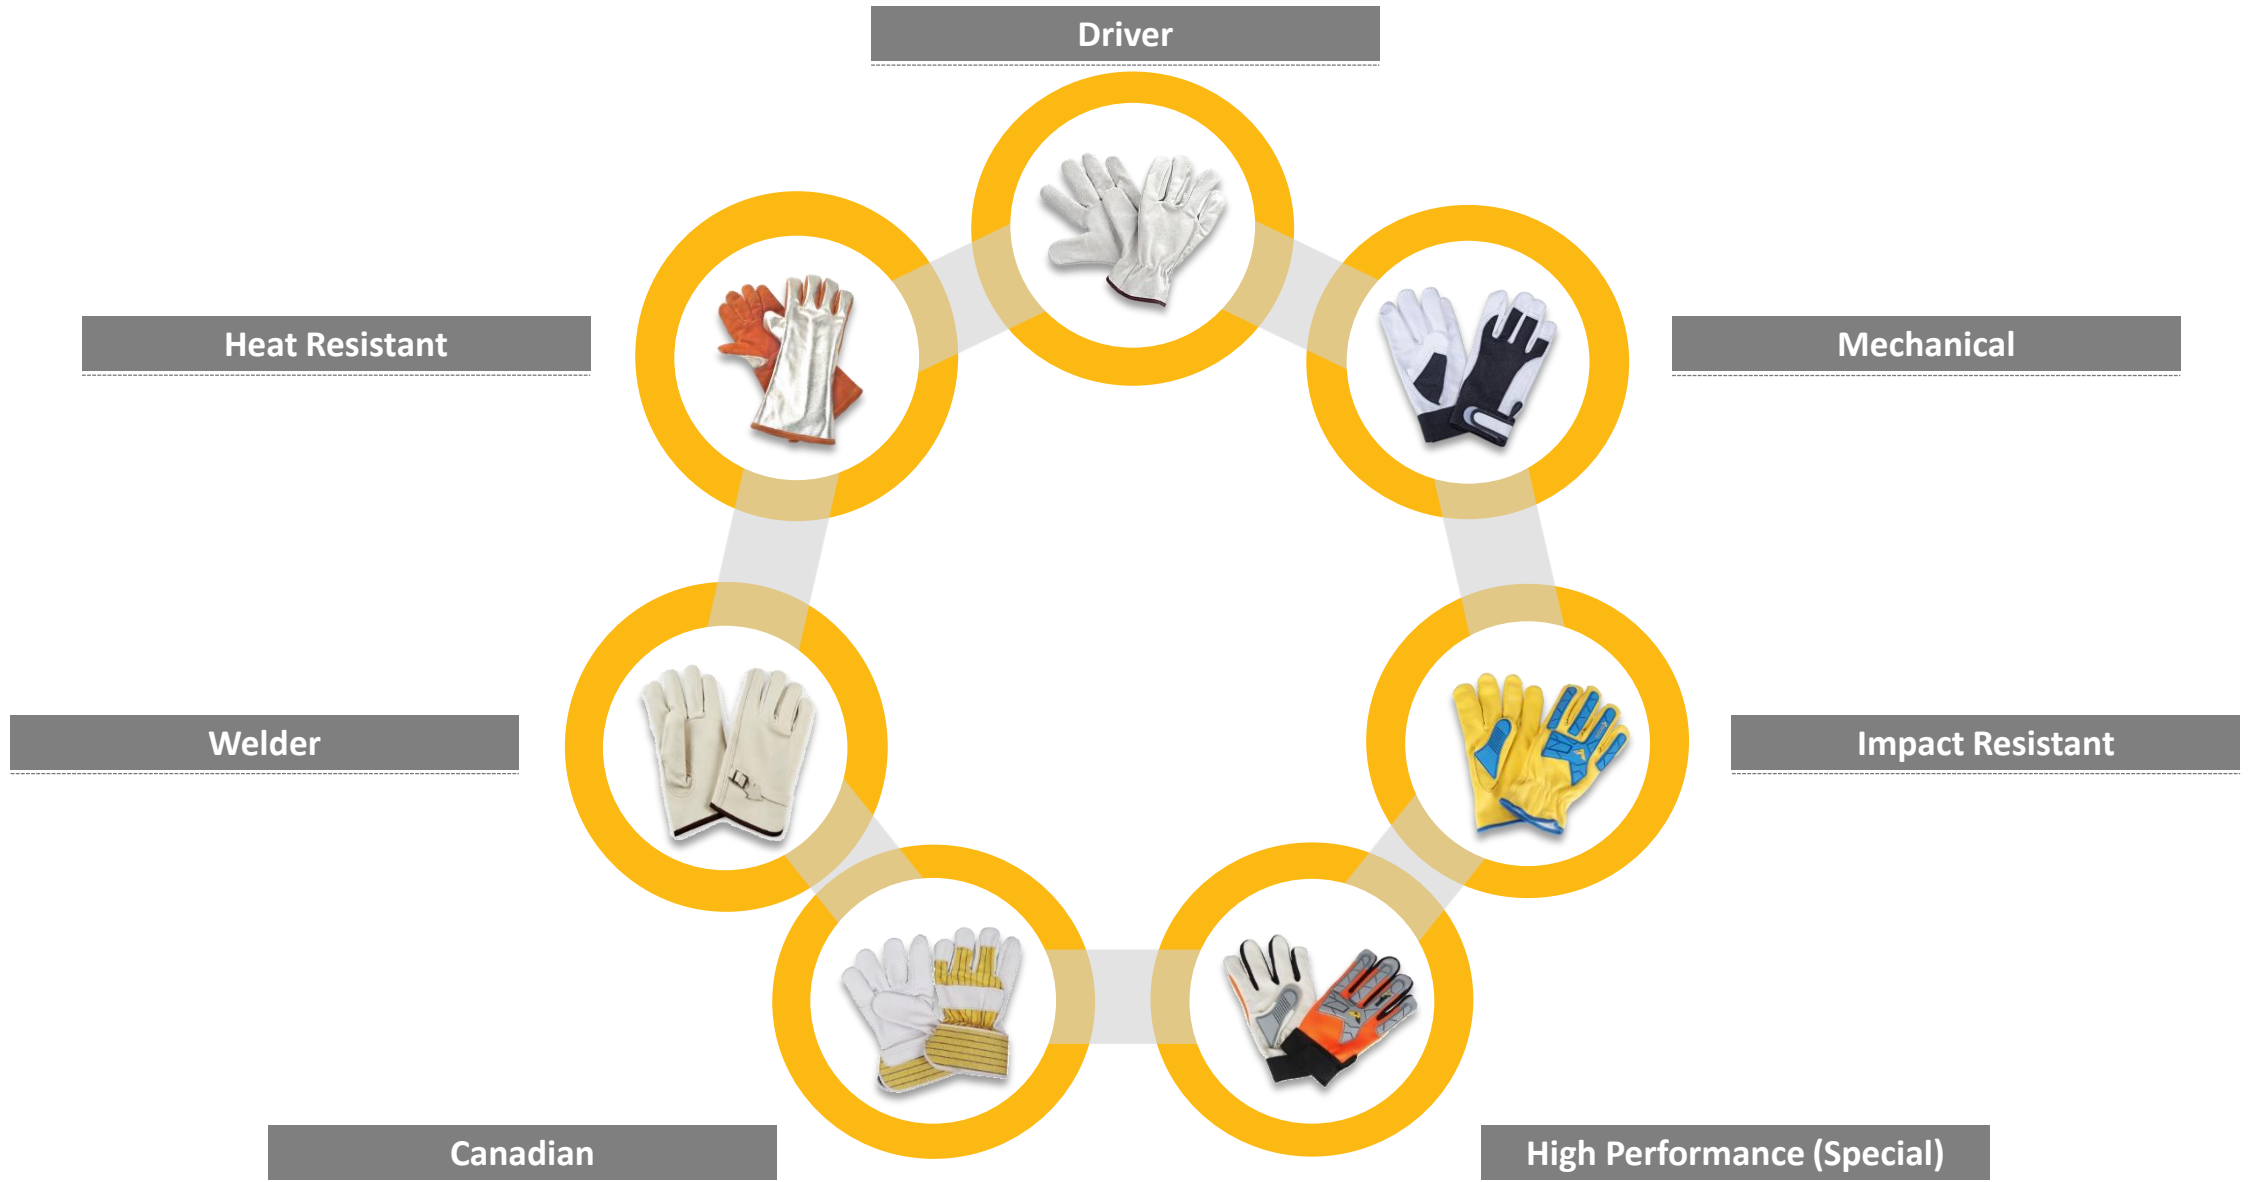 Driver
Heat Resistant
Mechanical
Welder
Impact Resistant
Canadian
High Performance (Special)